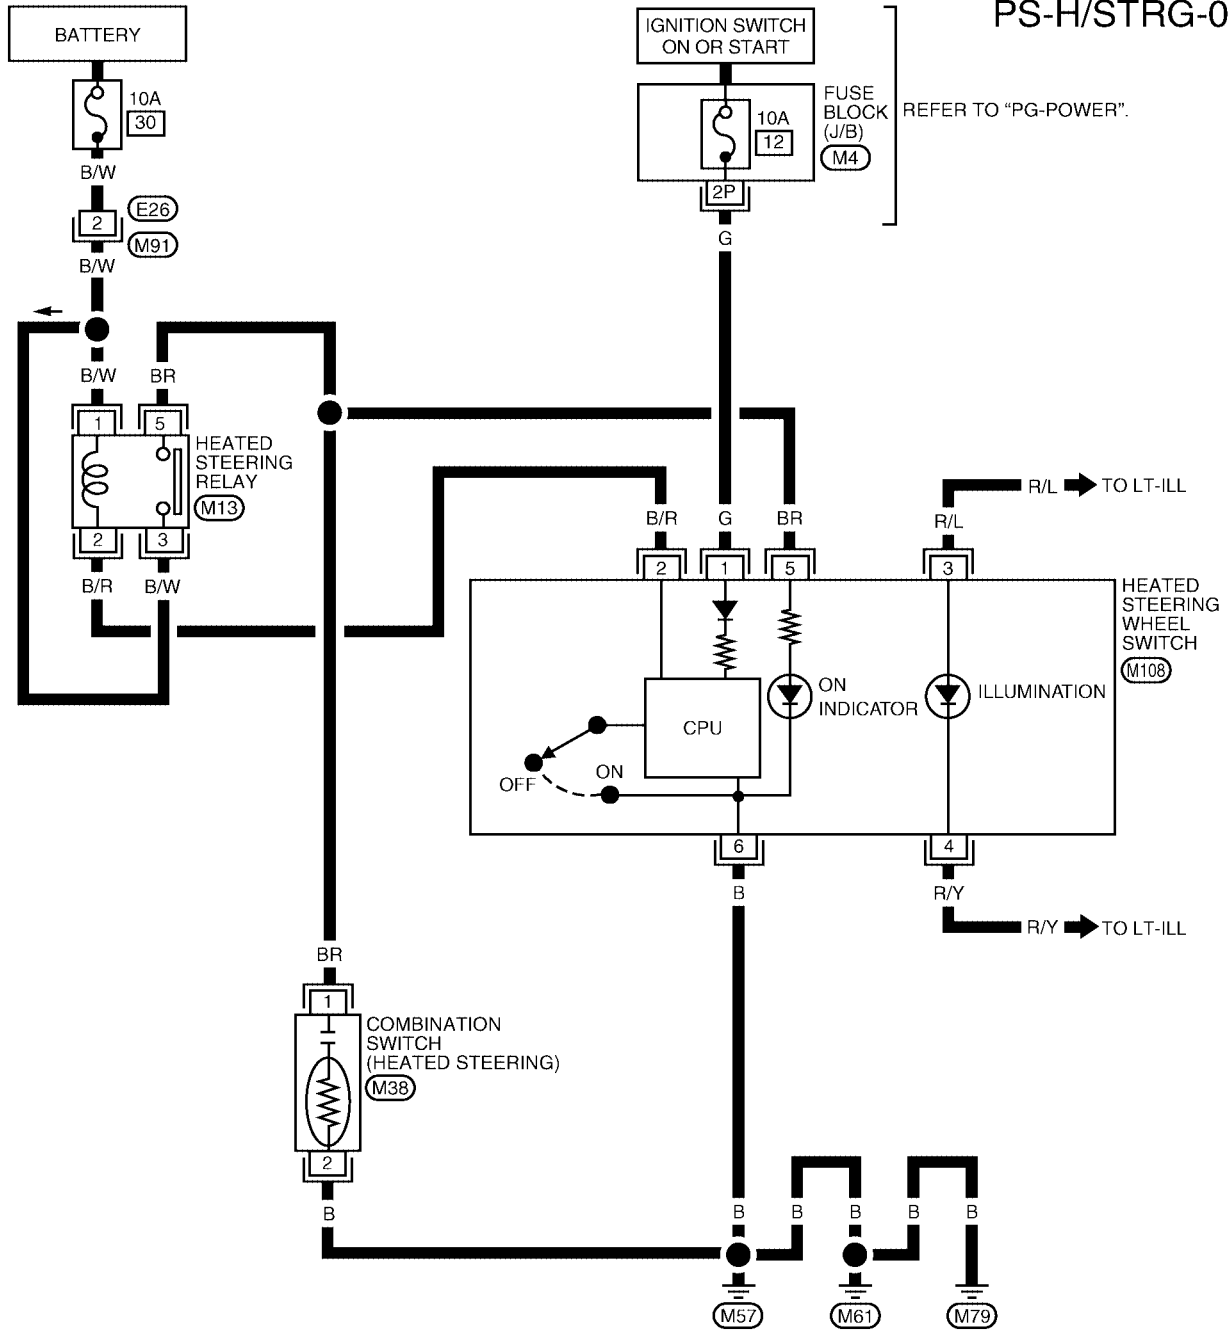 PS-H/STRG-0
BATTERY
IGNITION SWITCH
ON OR START
10A
30
B/W
2
E26
M91
B/W
10A
12
FUSE
BLOCK
(J/B)
M4
REFER TO “PG-POWER”.
2P
G
B/W
BR
1
5
HEATED
STEERING
RELAY
M13
2
3
B/R
B/W
B/R
G
BR
R/L
R/L
TO LT-ILL
2
1
5
3
HEATED
STEERING
WHEEL
SWITCH
M108
CPU
ON
INDICATOR
ILLUMINATION
OFF
ON
6
4
B
R/Y
R/Y
TO LT-ILL
BR
1
COMBINATION
SWITCH
(HEATED STEERING)
M38
2
B
B
B
B
B
B
M57
M61
M79